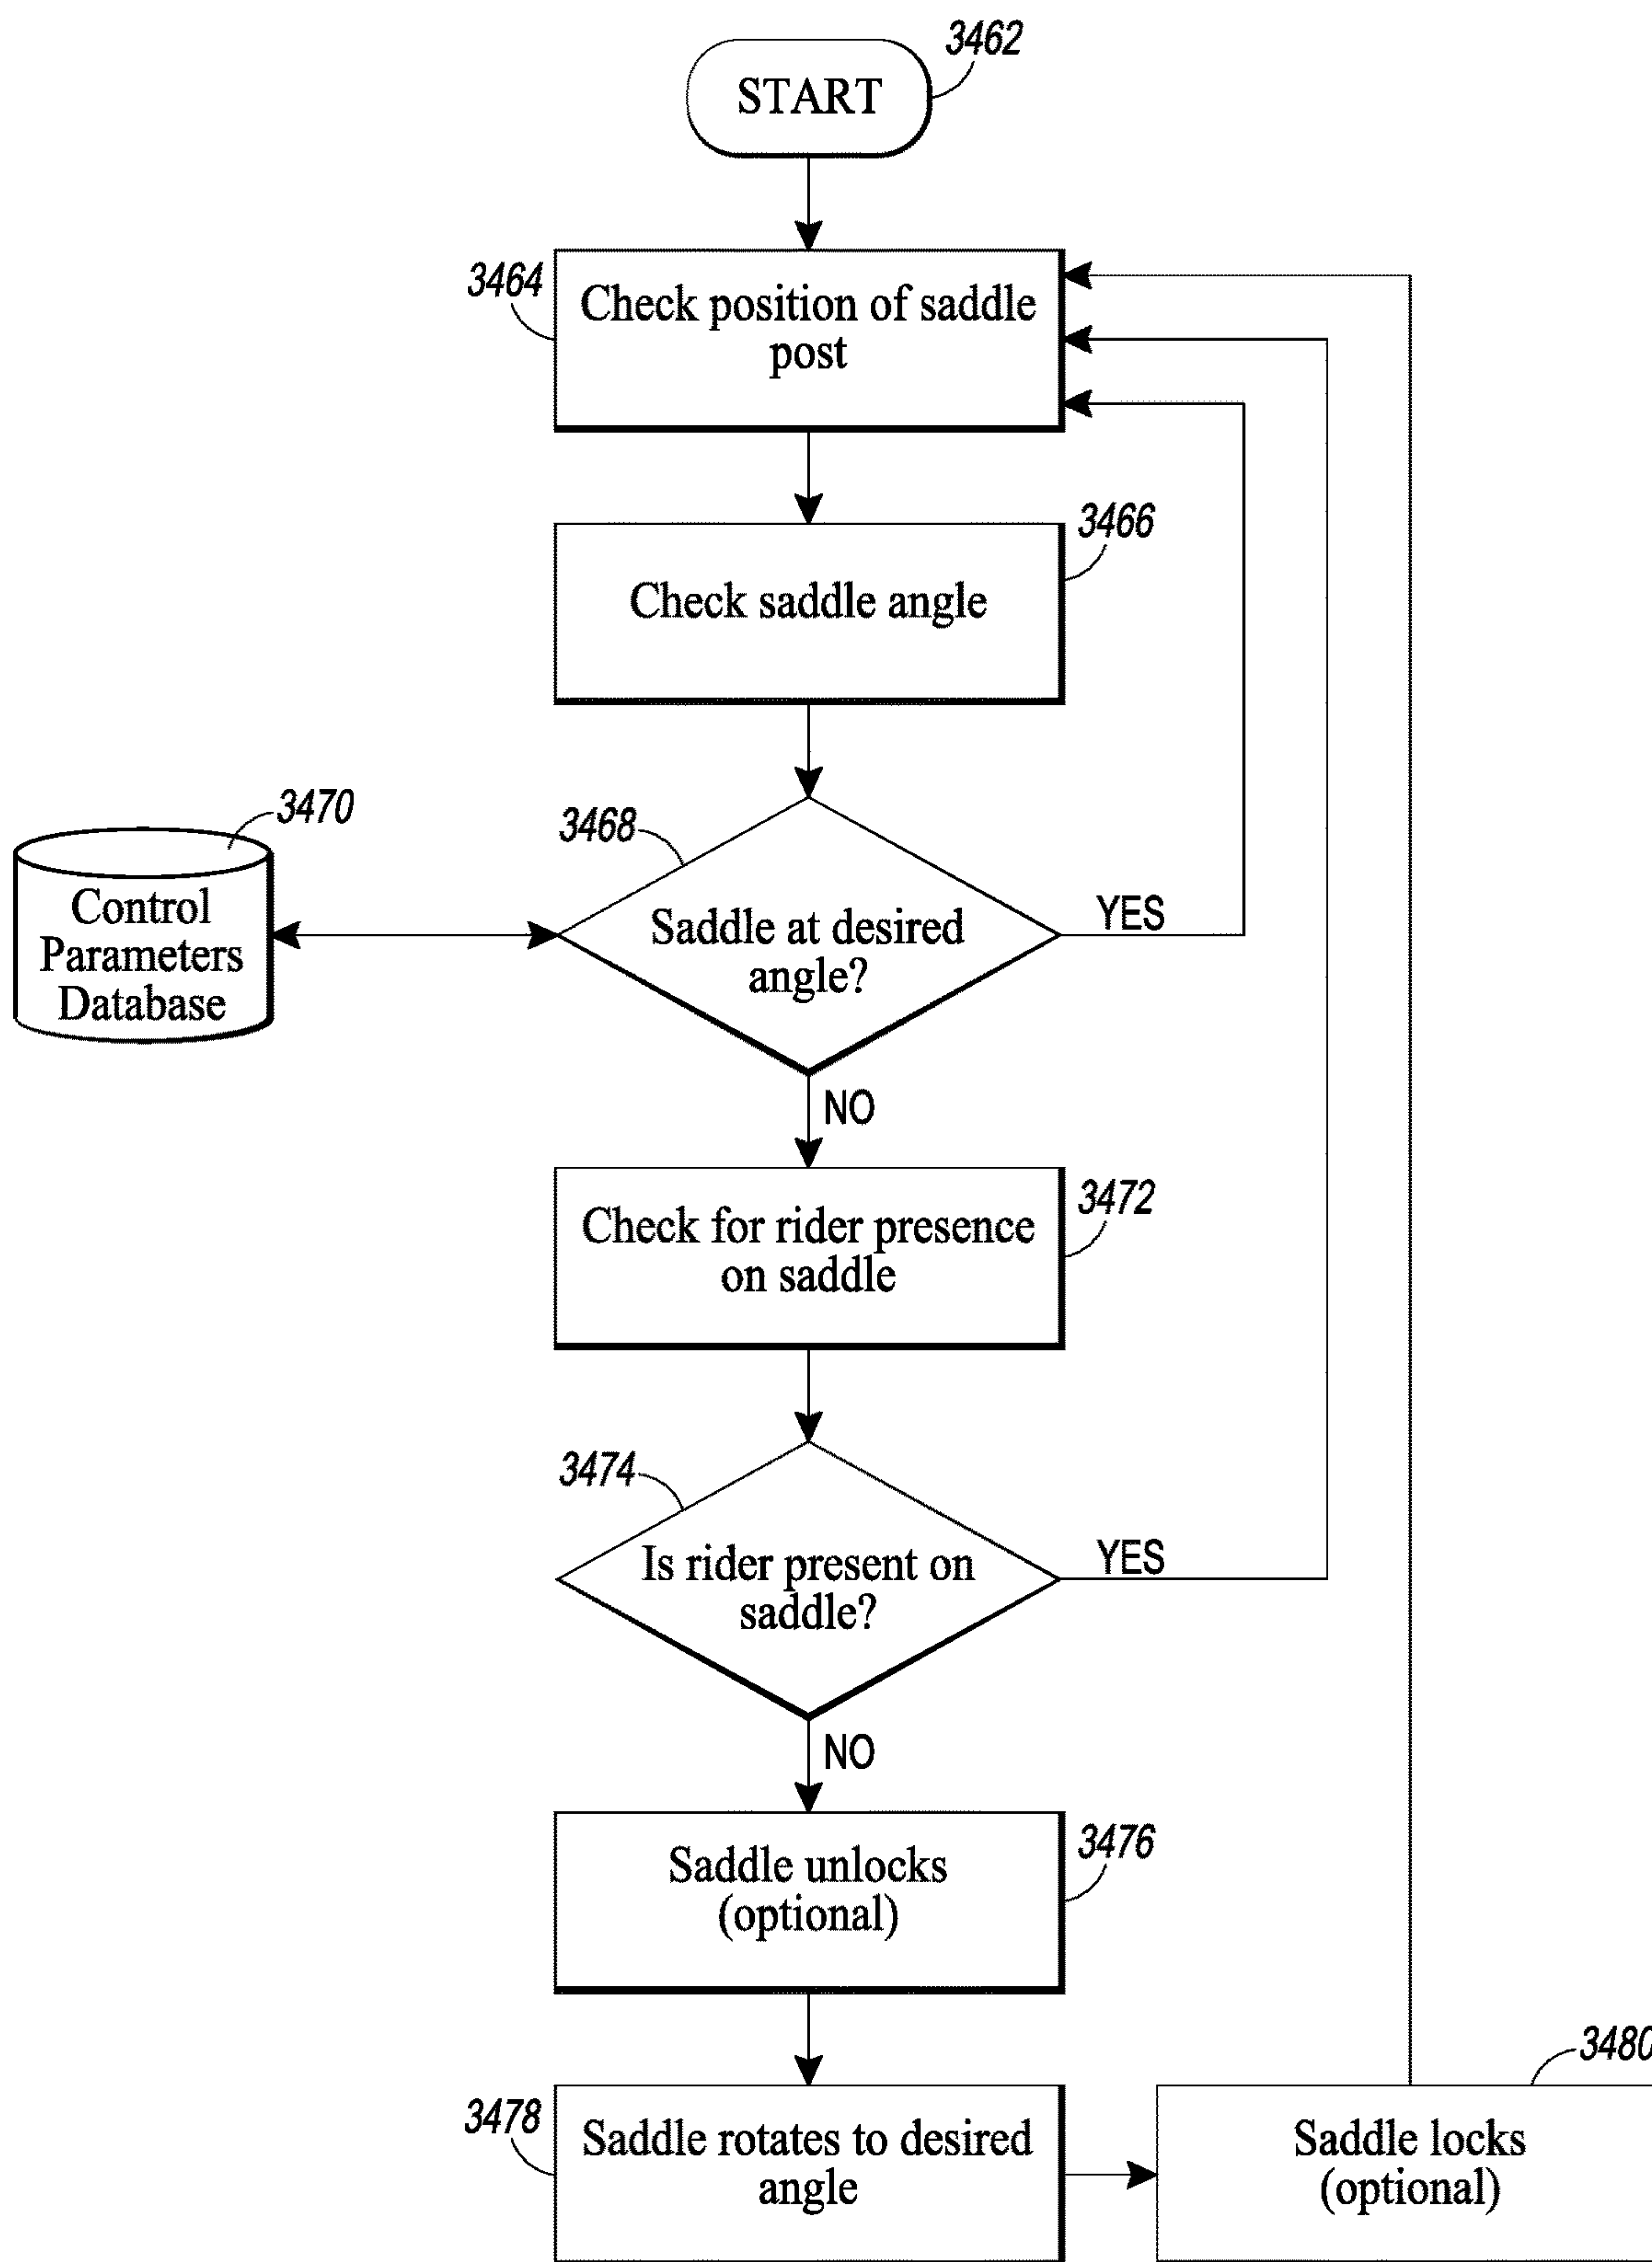 3462
START
3464
Check position of saddle
post
3466
Check saddle angle
3470
3468
Control
Parameters
Database
Saddle at desired
angle?
YES
NO
3472
Check for rider presence
on saddle
3474
Is rider present on
saddle?
YES
NO
3476
Saddle unlocks
(optional)
3480
3478
Saddle rotates to desired
angle
Saddle locks
(optional)